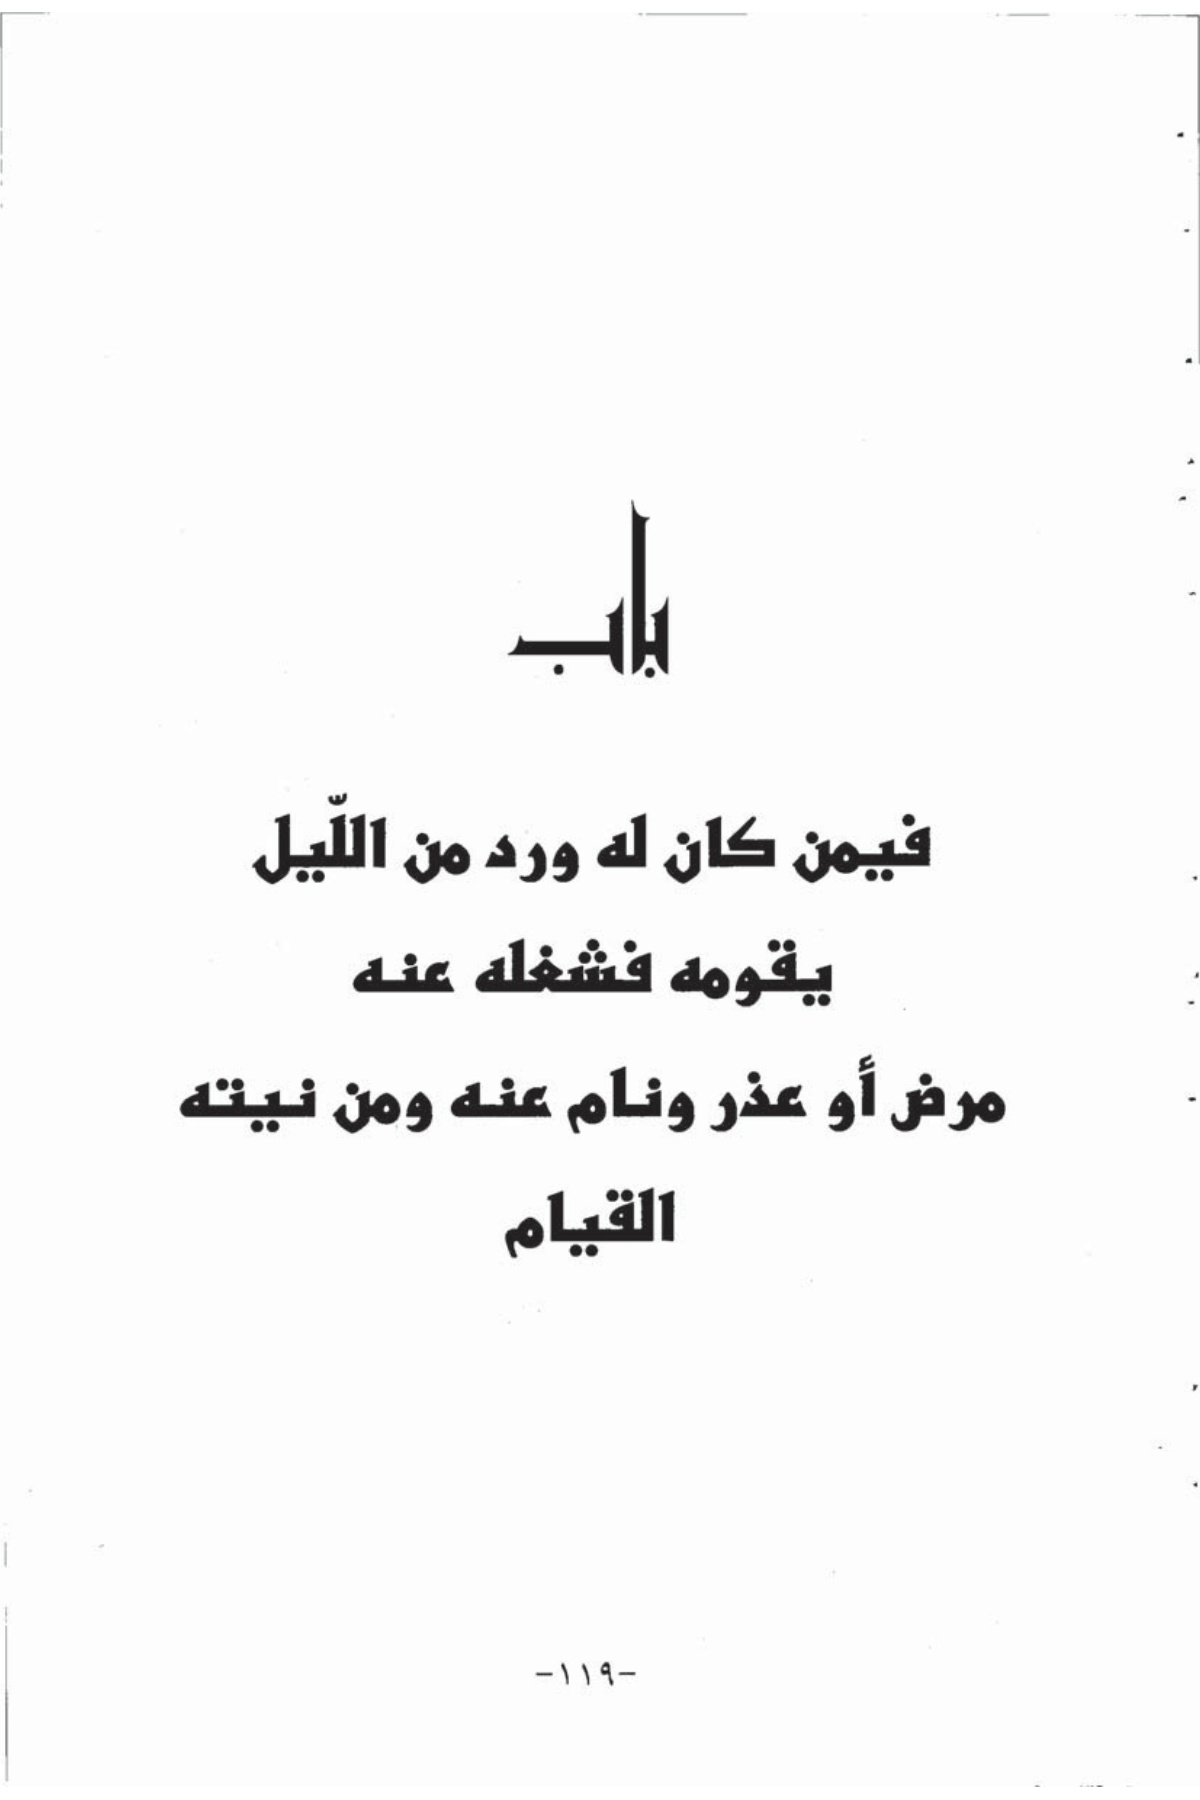 باب
فيمن كان له ورد من اللّيل
يقومه فشغله عنه
مرض أو عذر ونام عنه ومن نيته
القيام
-١١٩-